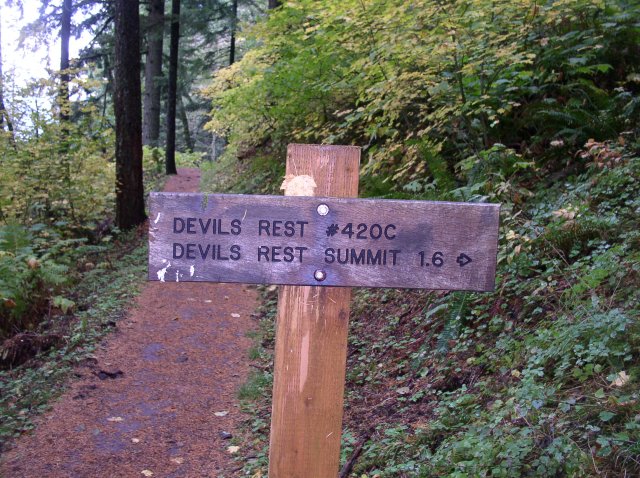 DEVILS REST #420C
DEVILS REST SUMMIT 1.6